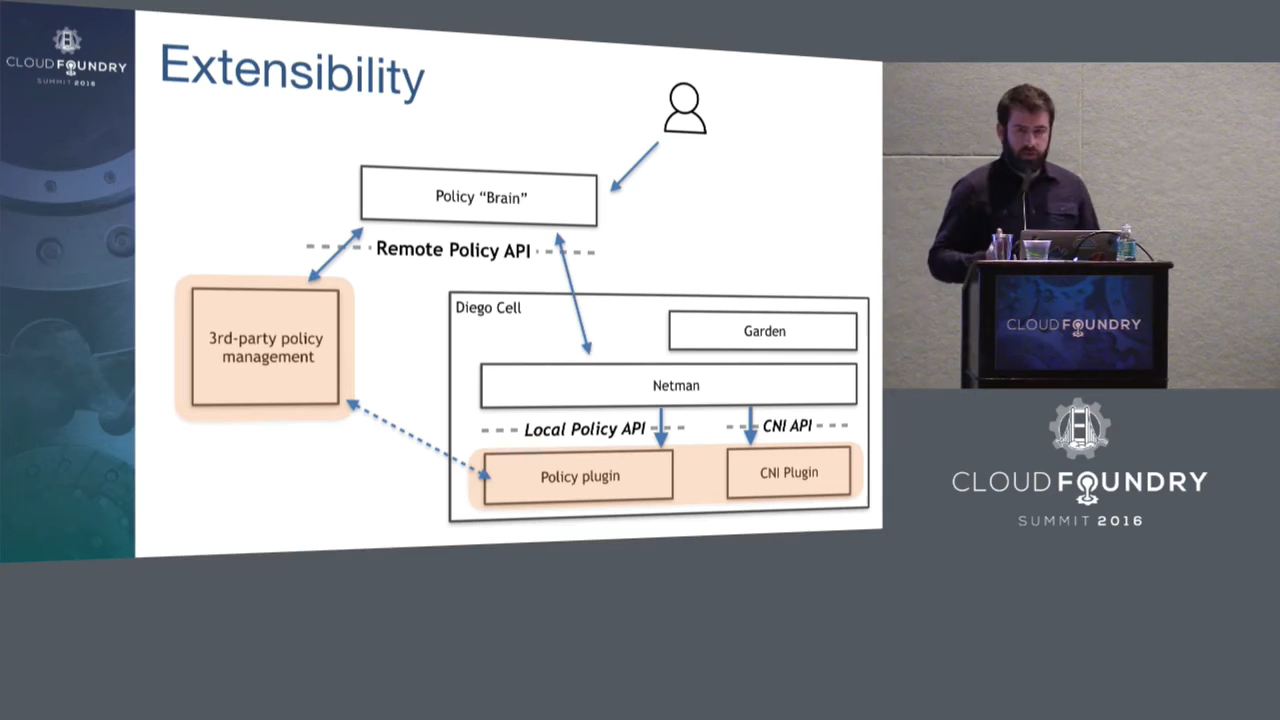 CLOUD FOUNDRY
SUMMIT 2016
Extensibility
Policy “Brain”
Remote Policy API
3rd-party policy
management
Diego Cell
Garden
Netman
Local Policy API
CNI API
Policy plugin
CNI Plugin
CLOUD FOUNDRY
CLOUD FOUNDRY
SUMMIT 2016